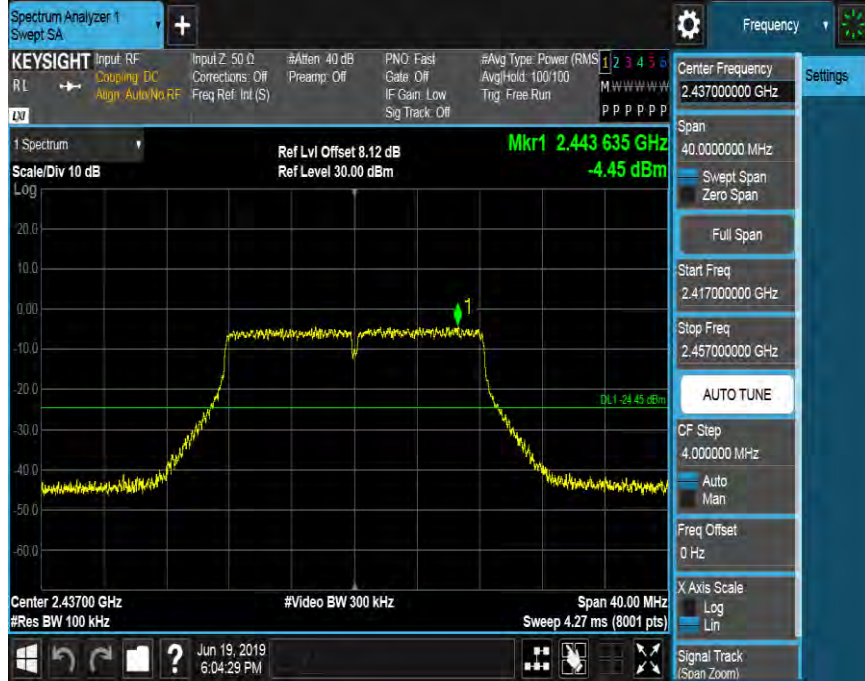 Spectrum Analyzer 1
Swept SA
+
Frequency
KEYSIGHT
RL
LXI
Input: RF
Coupling: DC
Align: Auto/No RF
Input Z: 50 Ω
Corrections: Off
Freq Ref: Int (S)
#Atten: 40 dB
Preamp: Off
PNO: Fast
Gate: Off
IF Gain: Low
Sig Track: Off
#Avg Type: Power (RMS
Avg|Hold: 100/100
Trig: Free Run
1 2 3 4 5 6
M W W W W W
P P P P P P
1 Spectrum
Scale/Div 10 dB
Ref Lvl Offset 8.12 dB
Ref Level 30.00 dBm
Mkr1 2.443 635 GHz
-4.45 dBm
Log
20.0
10.0
0.00
-10.0
-20.0
-30.0
-40.0
-50.0
-60.0
1
DL1 -24.45 dBm
Center 2.43700 GHz
#Res BW 100 kHz
#Video BW 300 kHz
Span 40.00 MHz
Sweep 4.27 ms (8001 pts)
?
Jun 19, 2019
6:04:29 PM
Center Frequency
2.437000000 GHz
Settings
Span
40.0000000 MHz
Swept Span
Zero Span
Full Span
Start Freq
2.417000000 GHz
Stop Freq
2.457000000 GHz
AUTO TUNE
CF Step
4.000000 MHz
Auto
Man
Freq Offset
0 Hz
X Axis Scale
Log
Lin
Signal Track
(Span Zoom)